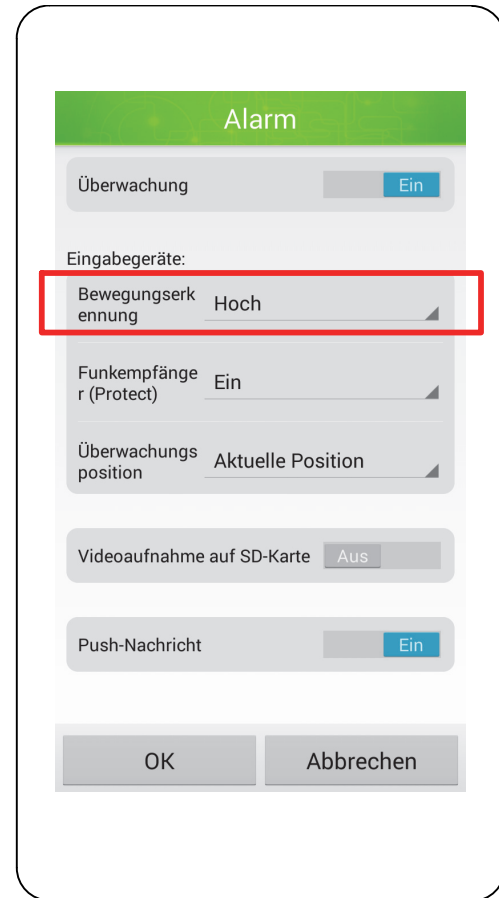 Alarm
Überwachung Ein
Eingabegeräte:
Bewegungserk
ennung Hoch
Funkempfänge
r (Protect) Ein
Überwachungs
position Aktuelle Position
Videoaufnahme auf SD-Karte Aus
Push-Nachricht Ein
OK Abbrechen